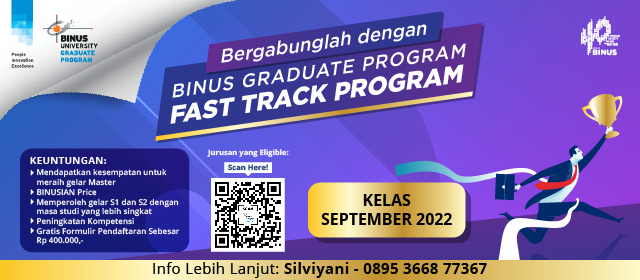 BINUS
UNIVERSITY
GRADUATE
PROGRAM
People
Innovation
Excellence
BINUS
Bergabunglah dengan
BINUS GRADUATE PROGRAM
FAST TRACK PROGRAM
KEUNTUNGAN:
Mendapatkan kesempatan untuk
meraih gelar Master
BINUSIAN Price
Memperoleh gelar S1 dan S2 dengan
masa studi yang lebih singkat
Peningkatan Kompetensi
Gratis Formulir Pendaftaran Sebesar
Rp 400.000,-
Jurusan yang Eligible:
Scan Here!
KELAS
SEPTEMBER 2022
Info Lebih Lanjut: Silviyani - 0895 3668 77367